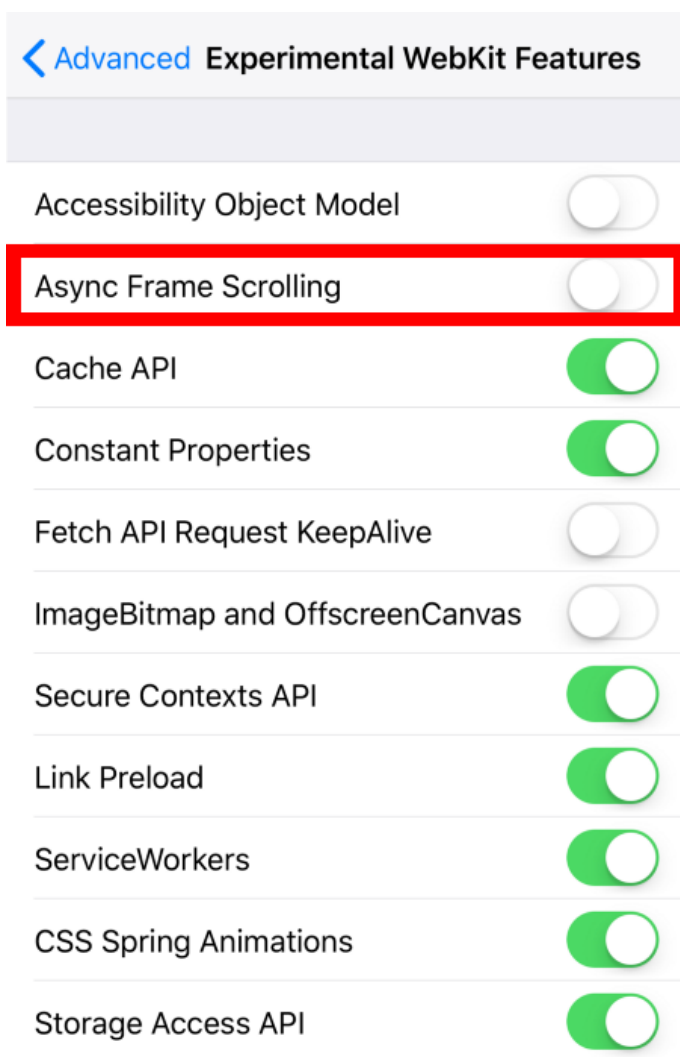 Advanced Experimental WebKit Features
Accessibility Object Model
Async Frame Scrolling
Cache API
Constant Properties
Fetch API Request KeepAlive
ImageBitmap and OffscreenCanvas
Secure Contexts API
Link Preload
ServiceWorkers
CSS Spring Animations
Storage Access API